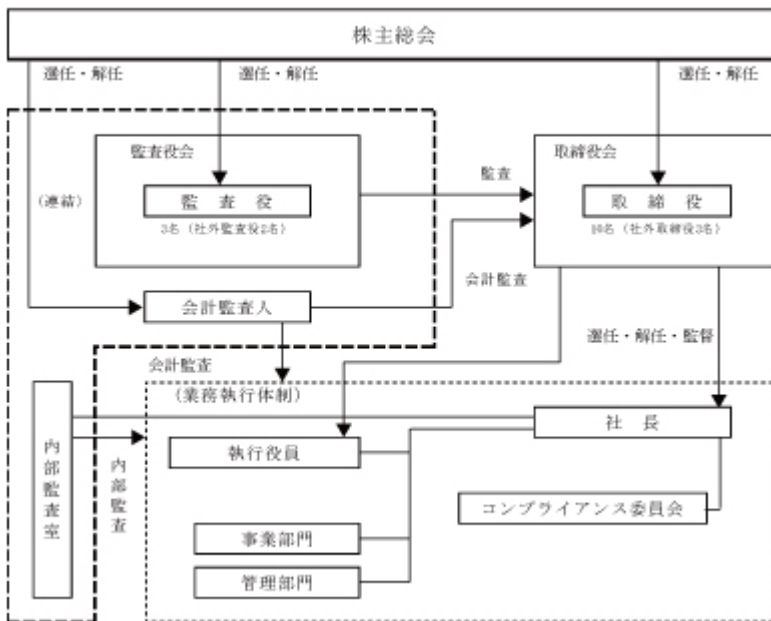 株主総会
選任・解任
選任・解任
選任・解任
監査役会
取締役会
(連結)
監査
監査役
取締役
3名(社外監査役2名)
10名(社外取締役3名)
会計監査
会計監査人
選任・解任・監督
会計監査
(業務執行体制)
社長
執行役員
内部監査室
内部監査
コンプライアンス委員会
事業部門
管理部門